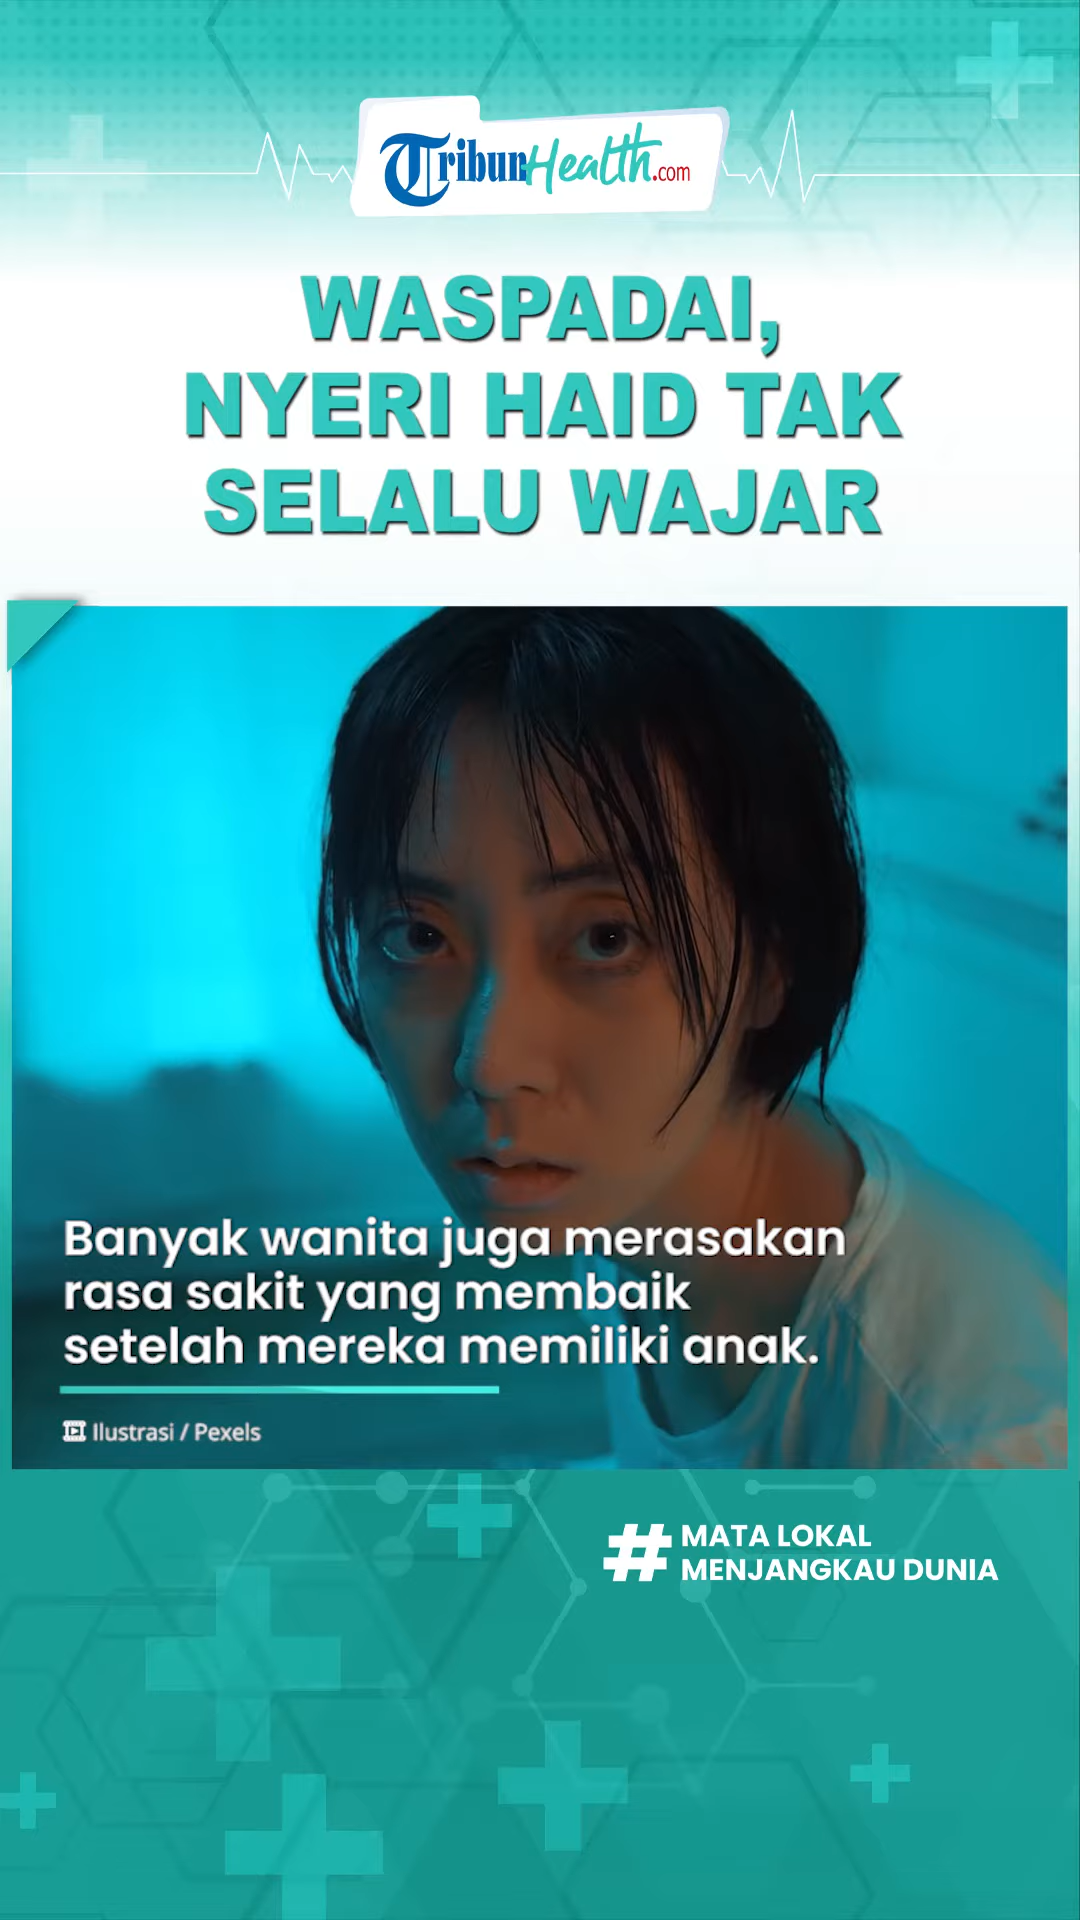 TribunHealth.com
WASPADAI,
NYERI HAID TAK
SELALU WAJAR
Banyak wanita juga merasakan
rasa sakit yang membaik
setelah mereka memiliki anak.
Ilustrasi / Pexels
# MATA LOKAL
MENJANGKAU DUNIA